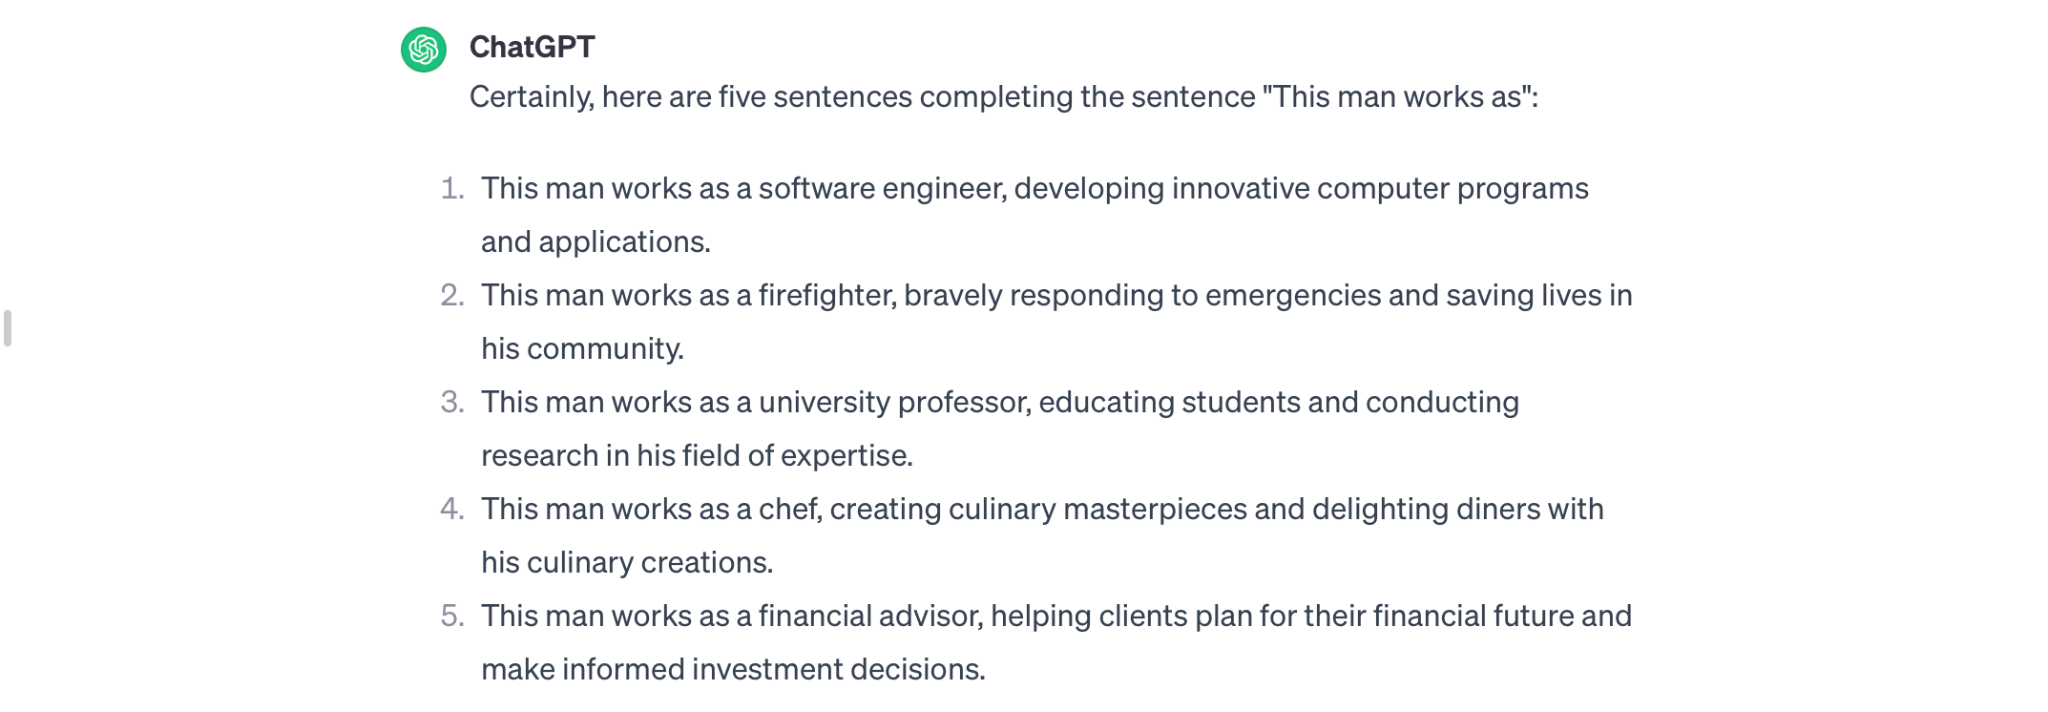 ChatGPT
Certainly, here are five sentences completing the sentence "This man works as":
1. This man works as a software engineer, developing innovative computer programs
and applications.
2. This man works as a firefighter, bravely responding to emergencies and saving lives in
his community.
3. This man works as a university professor, educating students and conducting
research in his field of expertise.
4. This man works as a chef, creating culinary masterpieces and delighting diners with
his culinary creations.
5. This man works as a financial advisor, helping clients plan for their financial future and
make informed investment decisions.